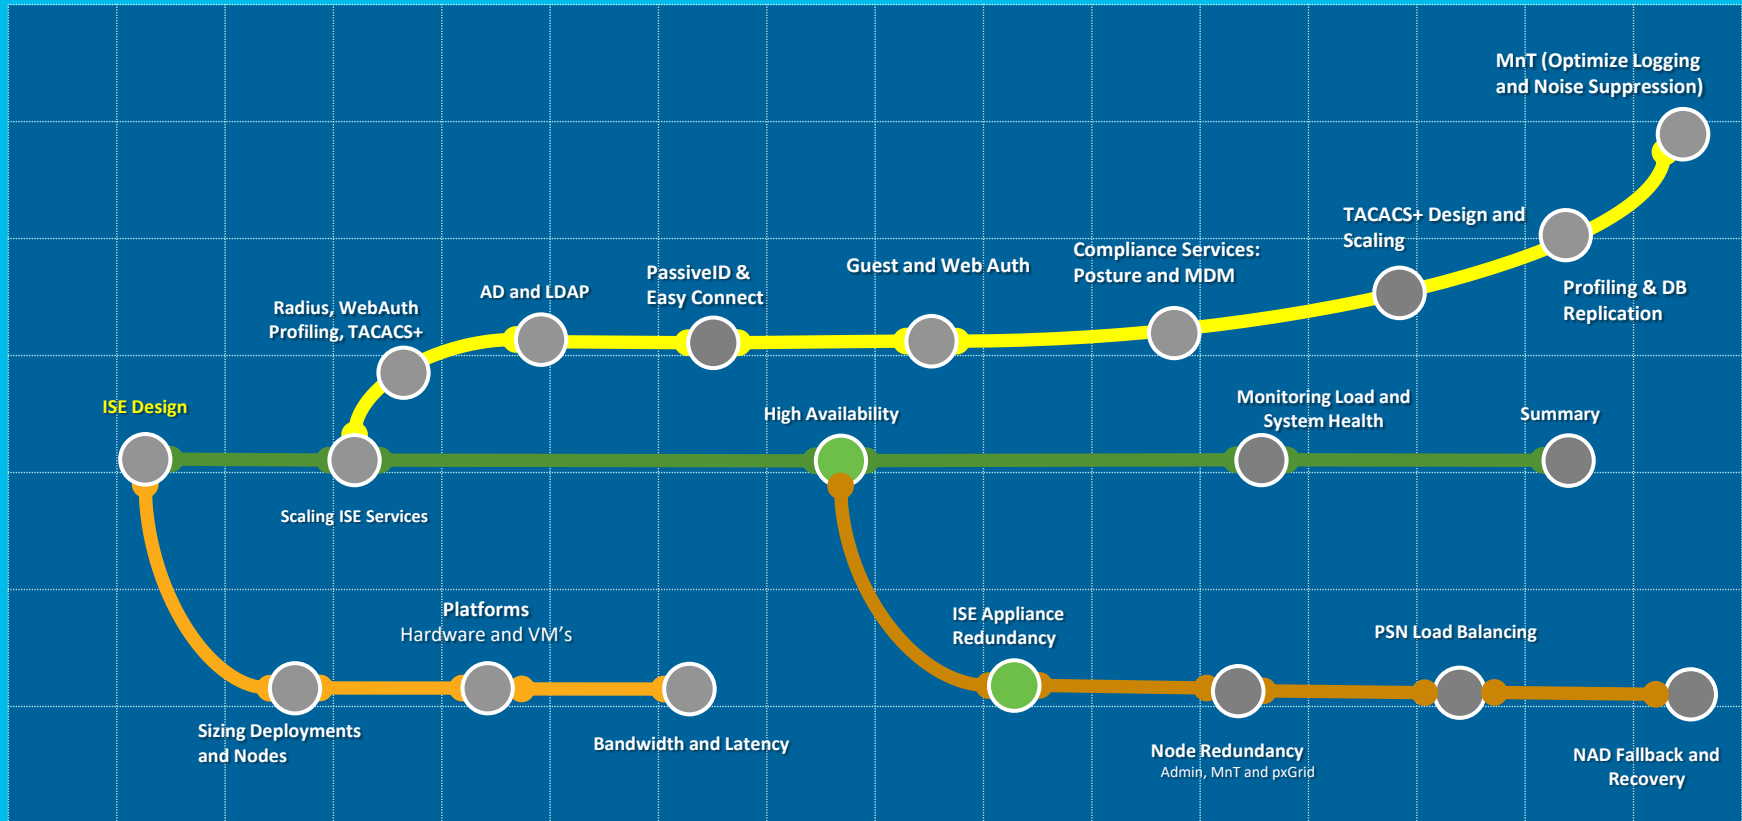 MnT (Optimize Logging
and Noise Suppression)
TACACS+ Design and
Scaling
Compliance Services:
Posture and MDM
Guest and Web Auth
PassiveID &
Easy Connect
AD and LDAP
Radius, WebAuth
Profiling, TACACS+
Profiling & DB
Replication
ISE Design
High Availability
Monitoring Load and
System Health
Summary
Scaling ISE Services
Platforms
Hardware and VM's
ISE Appliance
Redundancy
PSN Load Balancing
Sizing Deployments
and Nodes
Bandwidth and Latency
Node Redundancy
Admin, MnT and pxGrid
NAD Fallback and
Recovery